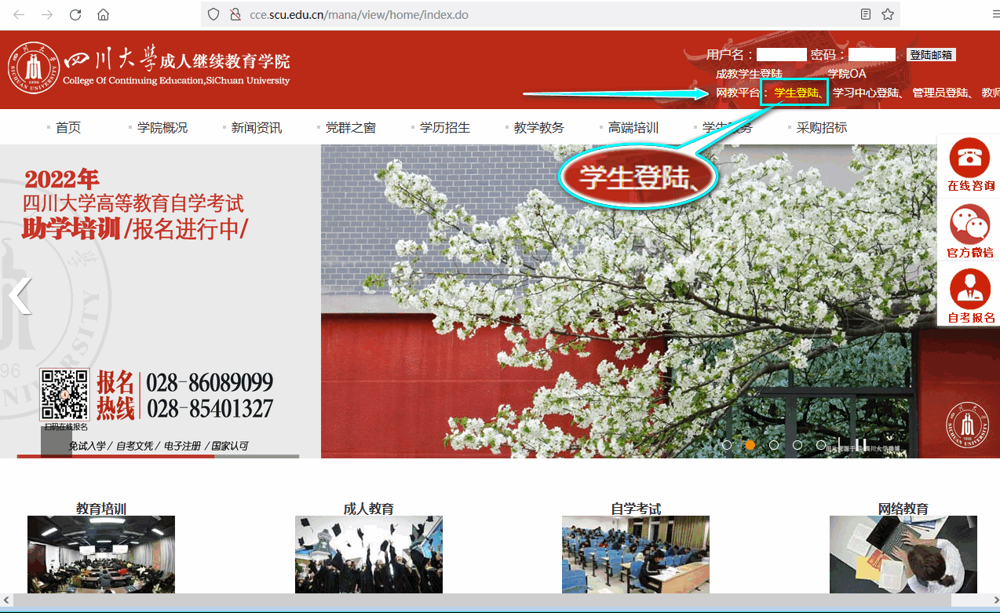 cce.scu.edu.cn/mana/view/home/index.do
四川大学成人继续教育学院
College Of Continuing Education,SiChuan University
SICHUAN UNIVERSITY
1896
用户名： 密码： 登陆邮箱
成教学生登陆 学院OA
网教平台： 学生登陆、 学习中心登陆、 管理员登陆、 教师
首页 学院概况 新闻资讯 党群之窗 学历招生 教学教务 高端培训 学生服务 采购招标
学生登陆、
在线咨询
官方微信
自考报名
2022年
四川大学高等教育自学考试
助学培训/报名进行中/
报名热线
028-86089099
028-85401327
扫码在线报名
免试入学/ 自考文凭/ 电子注册 /国家认可
SICHUAN UNIVERSITY
教育培训 成人教育 自学考试 网络教育